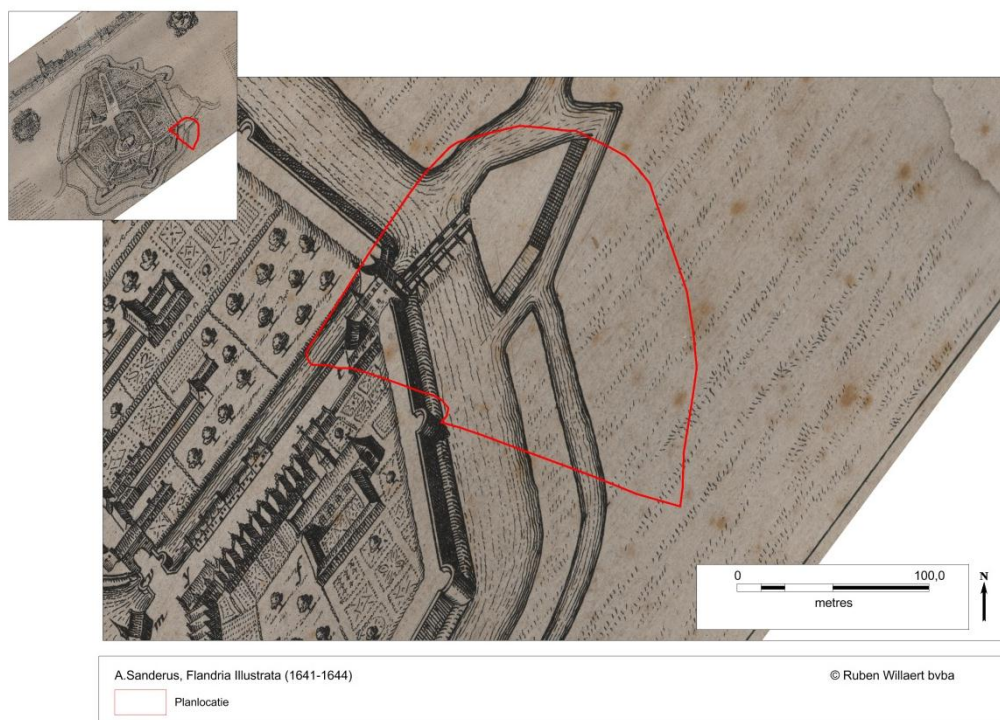 0 100,0
metres
N
A.Sanderus, Flandria Illustrata (1641-1644)
© Ruben Willaert bvba
Planlocatie
y
f
m